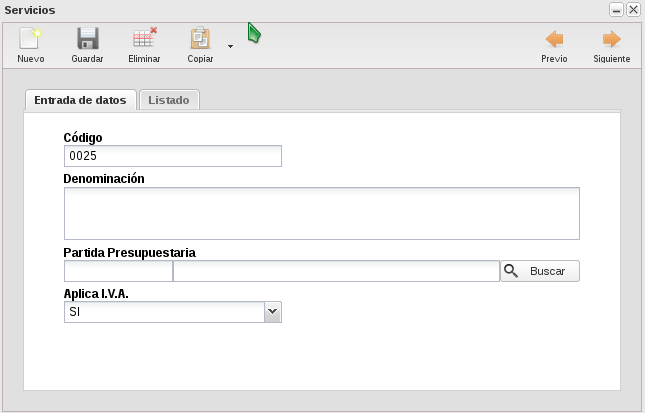 Servicios
Nuevo Guardar Eliminar Copiar Previo Siguiente
Entrada de datos Listado
Código
0025
Denominación
Partida Presupuestaria
Buscar
Aplica I.V.A.
SI